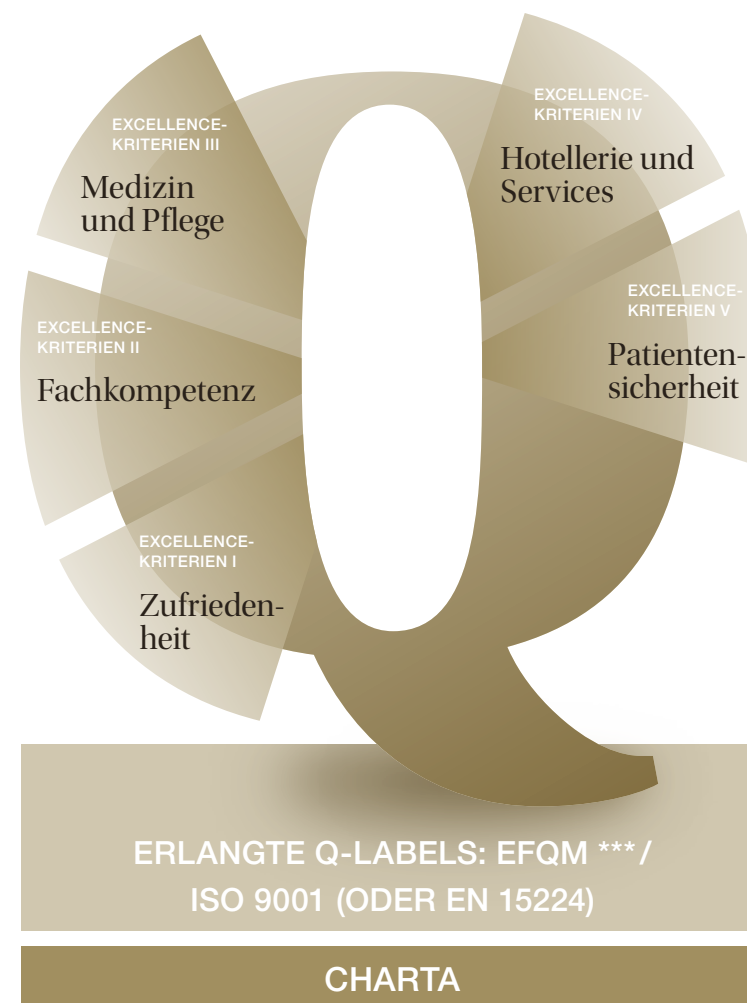 EXCELLENCE-
KRITERIEN III
Medizin
und Pflege
EXCELLENCE-
KRITERIEN IV
Hotellerie und
Services
EXCELLENCE-
KRITERIEN II
Fachkompetenz
EXCELLENCE-
KRITERIEN V
Patienten-
sicherheit
EXCELLENCE-
KRITERIEN I
Zufrieden-
heit
ERLANGTE Q-LABELS: EFQM ***/
ISO 9001 (ODER EN 15224)
CHARTA